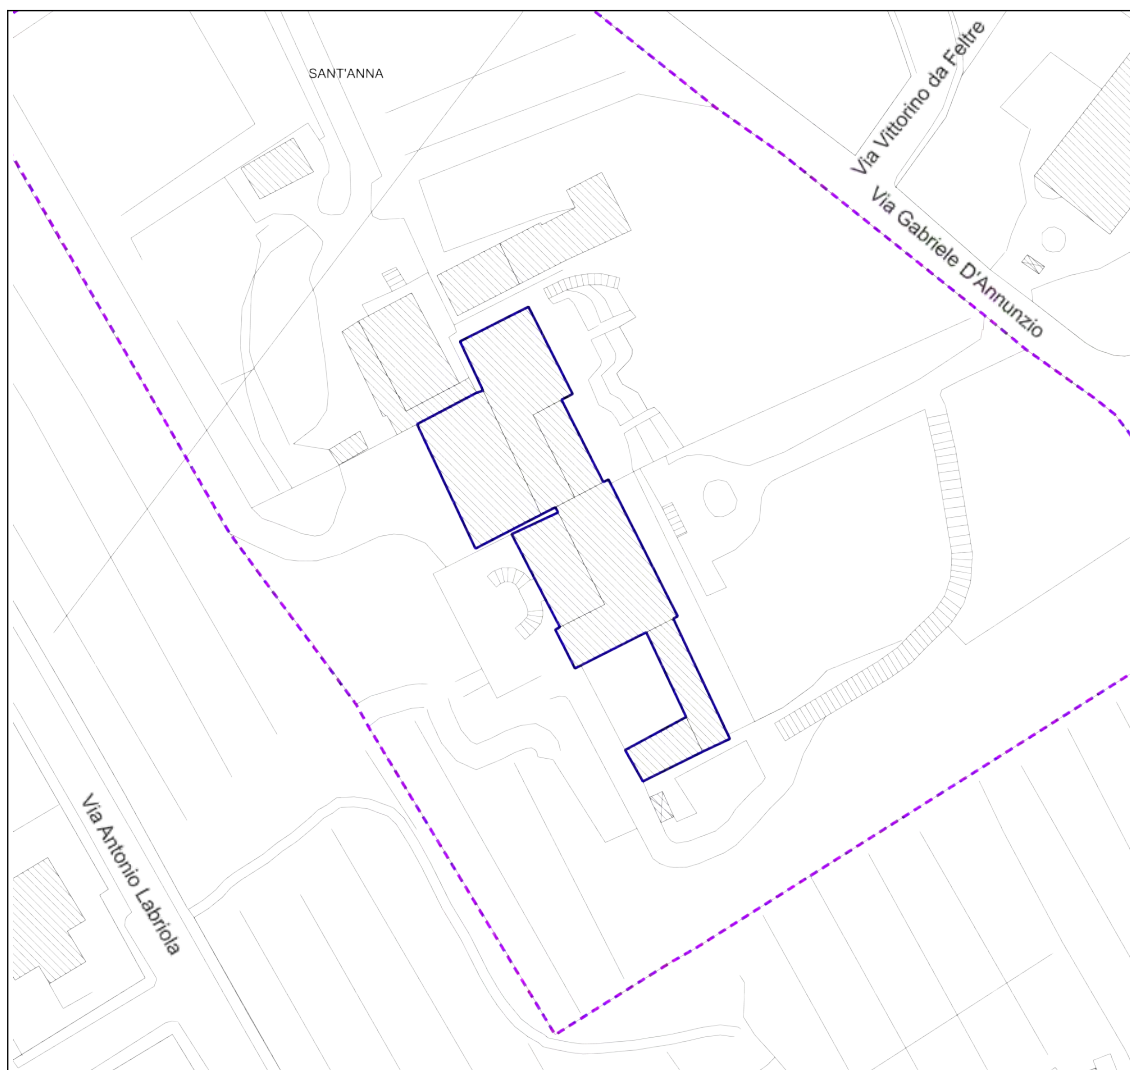 SANT'ANNA
Via Vittorino da Feltre
Via Gabriele D'Annunzio
Via Antonio Labriola